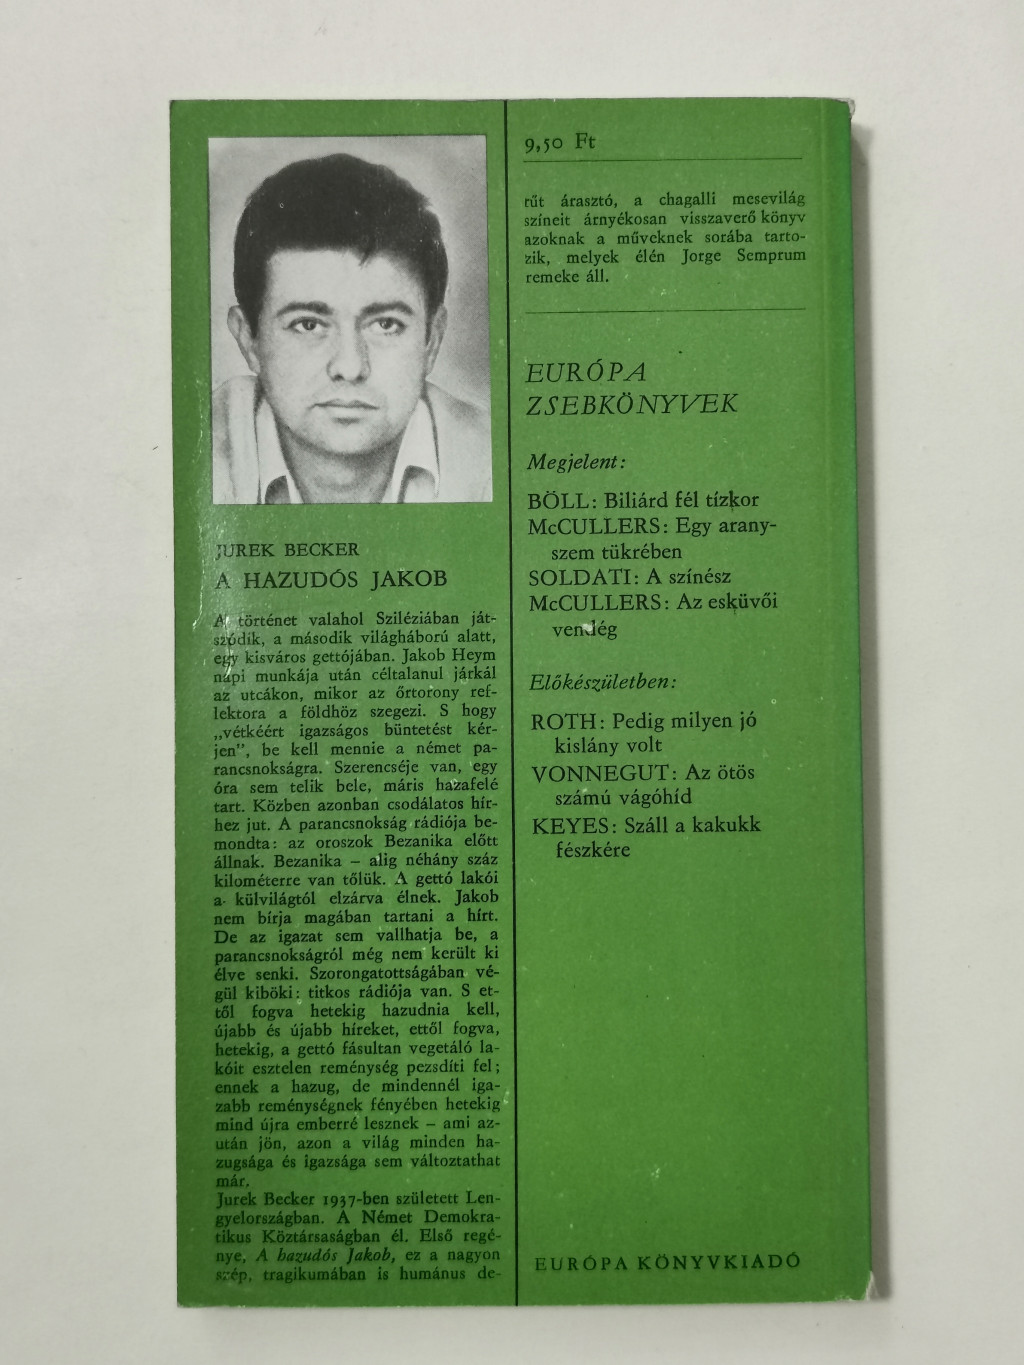 JUREK BECKER
A HAZUDÓS JAKOB
A történet valahol Sziléziában ját-
szódik, a második világháború alatt,
egy kisváros gettójában. Jakob Heym
napi munkája után céltalanul járkál
az utcákon, mikor az őrtorony ref-
lektora a földhöz szegezi. S hogy
„vétkéért igazságos büntetést kér-
jen”, be kell mennie a német pa-
rancsnokságra. Szerencséje van, egy
óra sem telik bele, máris hazafelé
tart. Közben azonban csodálatos hír-
hez jut. A parancsnokság rádiója be-
mondta: az oroszok Bezanika előtt
állnak. Bezanika – alig néhány száz
kilométerre van tőlük. A gettó lakói
a külvilágtól elzárva élnek. Jakob
nem bírja magában tartani a hírt.
De az igazat sem vallhatja be, a
parancsnokságról még nem került ki
élve senki. Szorongatottságában vé-
gül kiböki: titkos rádiója van. S et-
től fogva hetekig hazudnia kell,
újabb és újabb híreket, ettől fogva,
hetekig, a gettó fásultan vegetáló la-
kóit esztelen reménység pezsdíti fel;
ennek a hazug, de mindennél iga-
zabb reménységnek fényében hetekig
mind újra emberré lesznek – ami az-
után jön, azon a világ minden ha-
zugsága és igazsága sem változtathat
már.
Jurek Becker 1937-ben született Len-
gyelországban. A Német Demokra-
tikus Köztársaságban él. Első regé-
nye, A hazudós Jakob, ez a nagyon
szép, tragikumában is humánus de-
9,50 Ft
rűt árasztó, a chagalli mesevilág
színeit árnyékosan visszaverő könyv
azoknak a műveknek sorába tarto-
zik, melyek élén Jorge Semprum
remeke áll.
EURÓPA
ZSEBKÖNYVEK
Megjelent:
BÖLL: Biliárd fél tízkor
McCULLERS: Egy arany-
szem tükrében
SOLDATI: A színész
McCULLERS: Az esküvői
vendég
Előkészületben:
ROTH: Pedig milyen jó
kislány volt
VONNEGUT: Az ötös
számú vágóhíd
KEYES: Száll a kakukk
fészkére
EURÓPA KÖNYVKIADÓ